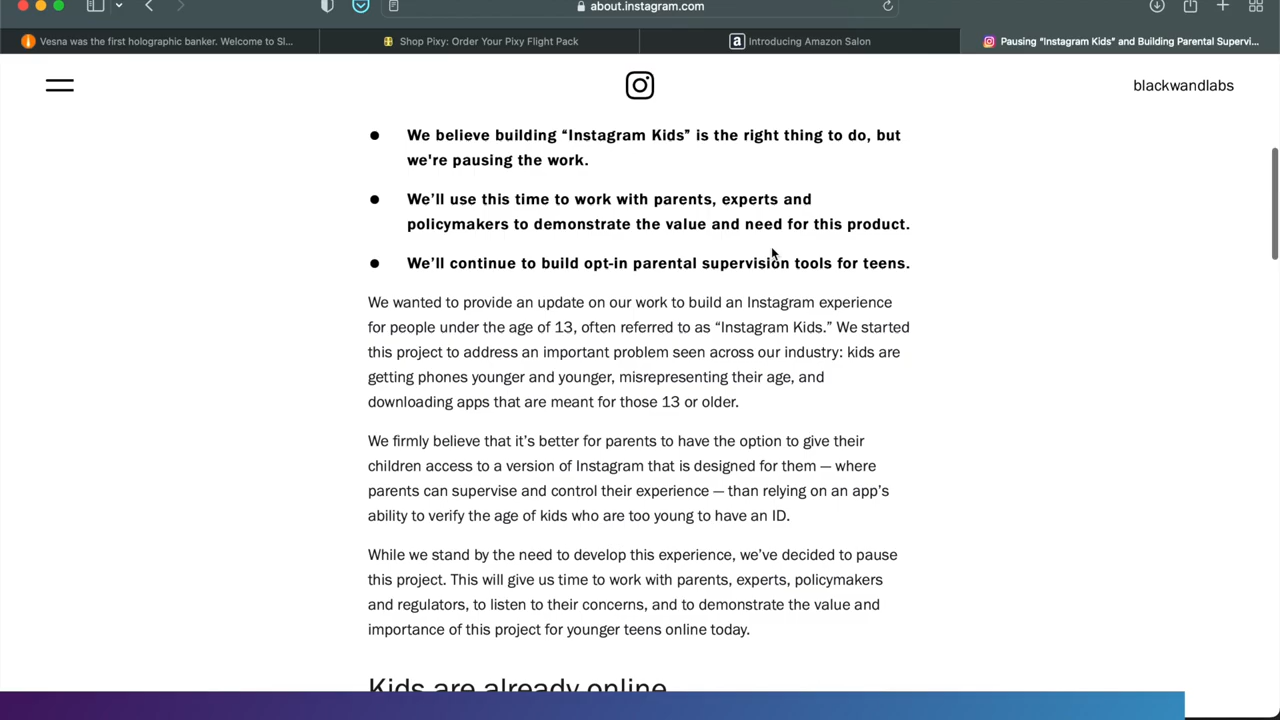 about.instagram.com
Vesna was the first holographic banker. Welcome to Sl...
Shop Pixy: Order Your Pixy Flight Pack
a Introducing Amazon Salon
Pausing “Instagram Kids” and Building Parental Supervi...
blackwandlabs
● We believe building “Instagram Kids” is the right thing to do, but
we're pausing the work.
● We’ll use this time to work with parents, experts and
policymakers to demonstrate the value and need for this product.
● We’ll continue to build opt-in parental supervision tools for teens.
We wanted to provide an update on our work to build an Instagram experience
for people under the age of 13, often referred to as “Instagram Kids.” We started
this project to address an important problem seen across our industry: kids are
getting phones younger and younger, misrepresenting their age, and
downloading apps that are meant for those 13 or older.
We firmly believe that it’s better for parents to have the option to give their
children access to a version of Instagram that is designed for them — where
parents can supervise and control their experience — than relying on an app’s
ability to verify the age of kids who are too young to have an ID.
While we stand by the need to develop this experience, we’ve decided to pause
this project. This will give us time to work with parents, experts, policymakers
and regulators, to listen to their concerns, and to demonstrate the value and
importance of this project for younger teens online today.
Kids are already online